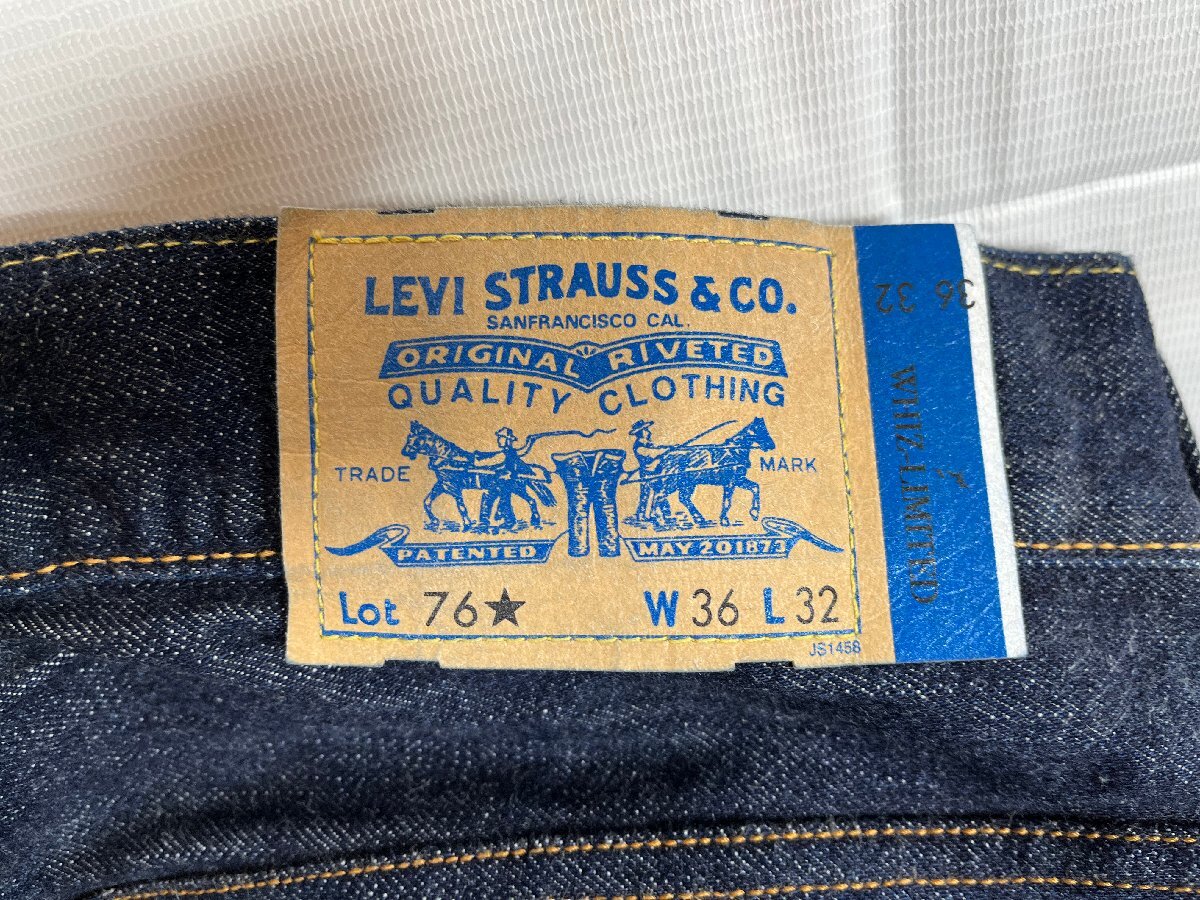 LEVI STRAUSS & CO.
SANFRANCISCO CAL.
ORIGINAL RIVETED
QUALITY CLOTHING
TRADE MARK
PATENTED MAY 20 1873
Lot 76★ W 36 L 32
JS1458
36 32
WHIZ-LIMITED